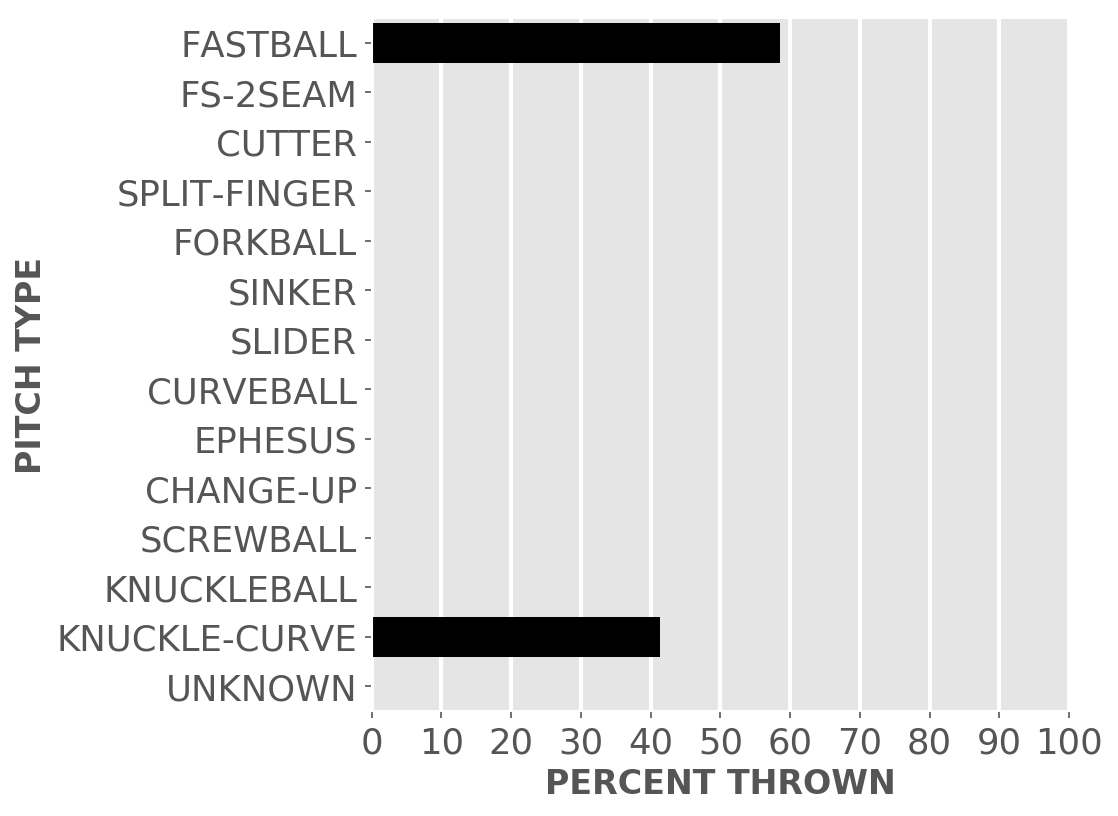 PITCH TYPE
FASTBALL
FS-2SEAM
CUTTER
SPLIT-FINGER
FORKBALL
SINKER
SLIDER
CURVEBALL
EPHESUS
CHANGE-UP
SCREWBALL
KNUCKLEBALL
KNUCKLE-CURVE
UNKNOWN
0 10 20 30 40 50 60 70 80 90 100
PERCENT THROWN